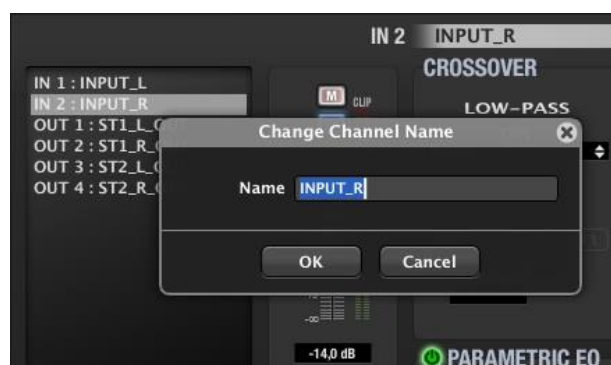 IN 2 INPUT_R
CROSSOVER
IN 1 : INPUT_L
IN 2 : INPUT_R
OUT 1 : ST1_L_
OUT 2 : ST1_R_
OUT 3 : ST2_L_
OUT 4 : ST2_R_
M CLIP
LOW-PASS
Change Channel Name
Name INPUT_R
OK Cancel
-∞
-14,0 dB
PARAMETRIC EQ